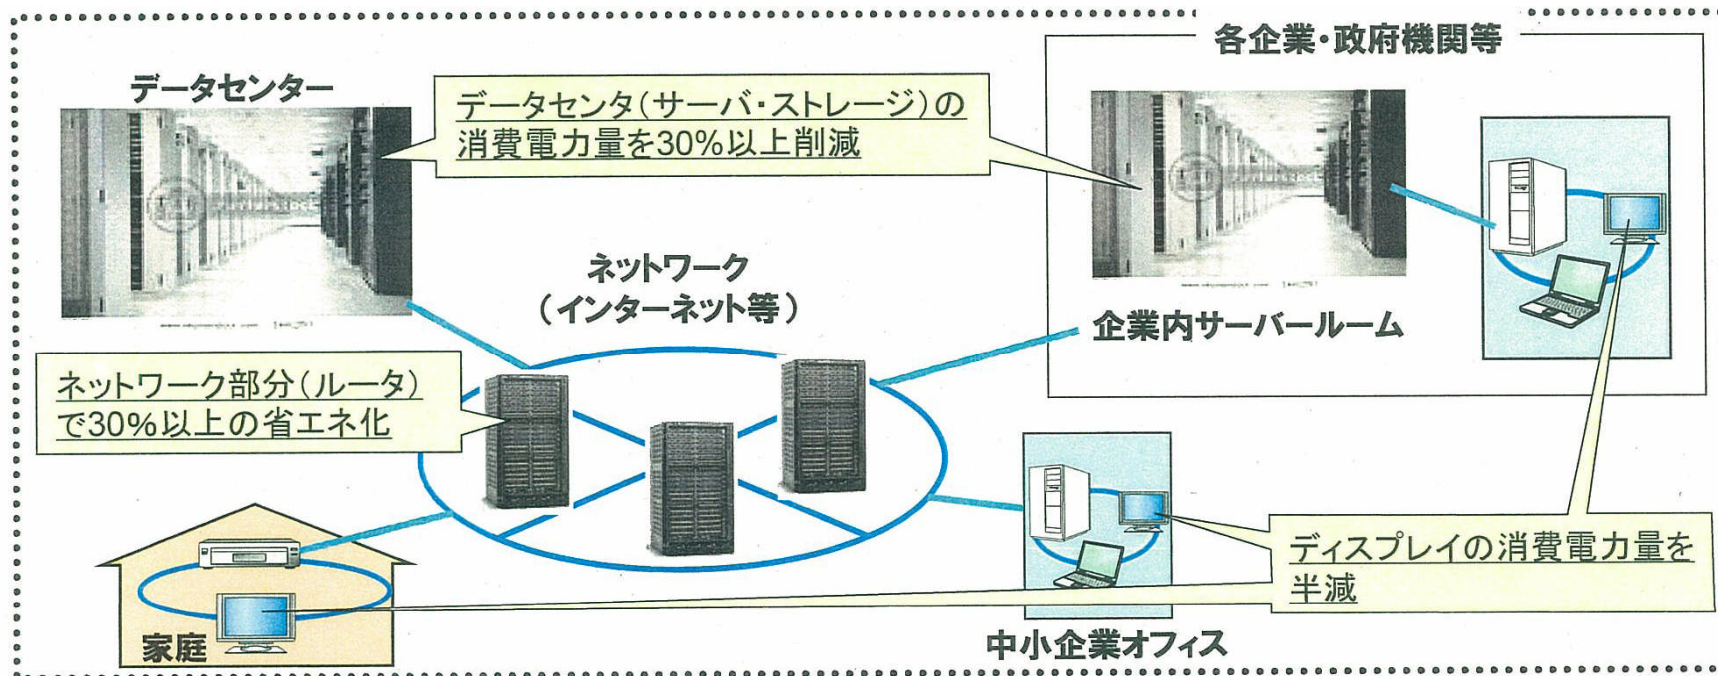 各企業・政府機関等
データセンター
データセンタ(サーバ・ストレージ)の
消費電力量を30%以上削減
ネットワーク
(インターネット等)
企業内サーバールーム
ネットワーク部分(ルータ)
で30%以上の省エネ化
ディスプレイの消費電力量を
半減
家庭
中小企業オフィス